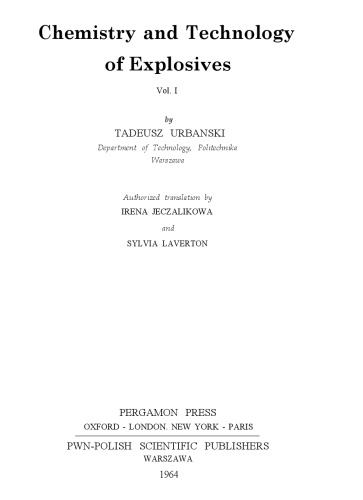 Chemistry and Technology
of Explosives
Vol. I
by
TADEUSZ URBANSKI
Department of Technology, Politechnika
Warszawa
Authorized translation by
IRENA JECZALIKOWA
and
SYLVIA LAVERTON
PERGAMON PRESS
OXFORD - LONDON. NEW YORK - PARIS
PWN-POLISH SCIENTIFIC PUBLISHERS
WARSZAWA
1964